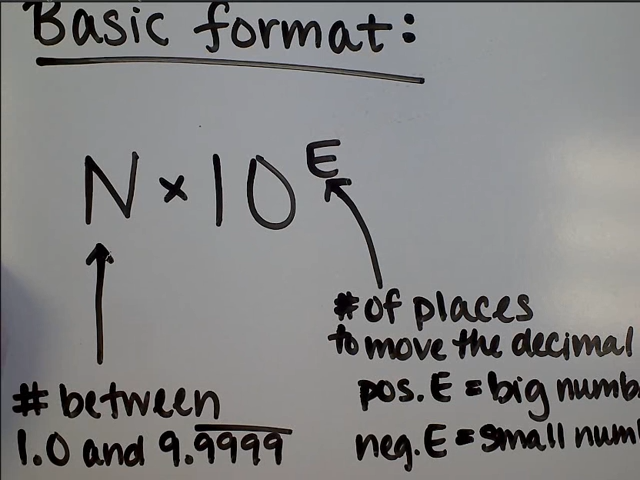 Basic format:
N × 10^E
# of places
to move the decimal
# between
1.0 and 9.9999
pos. E = big numb
neg. E = small num